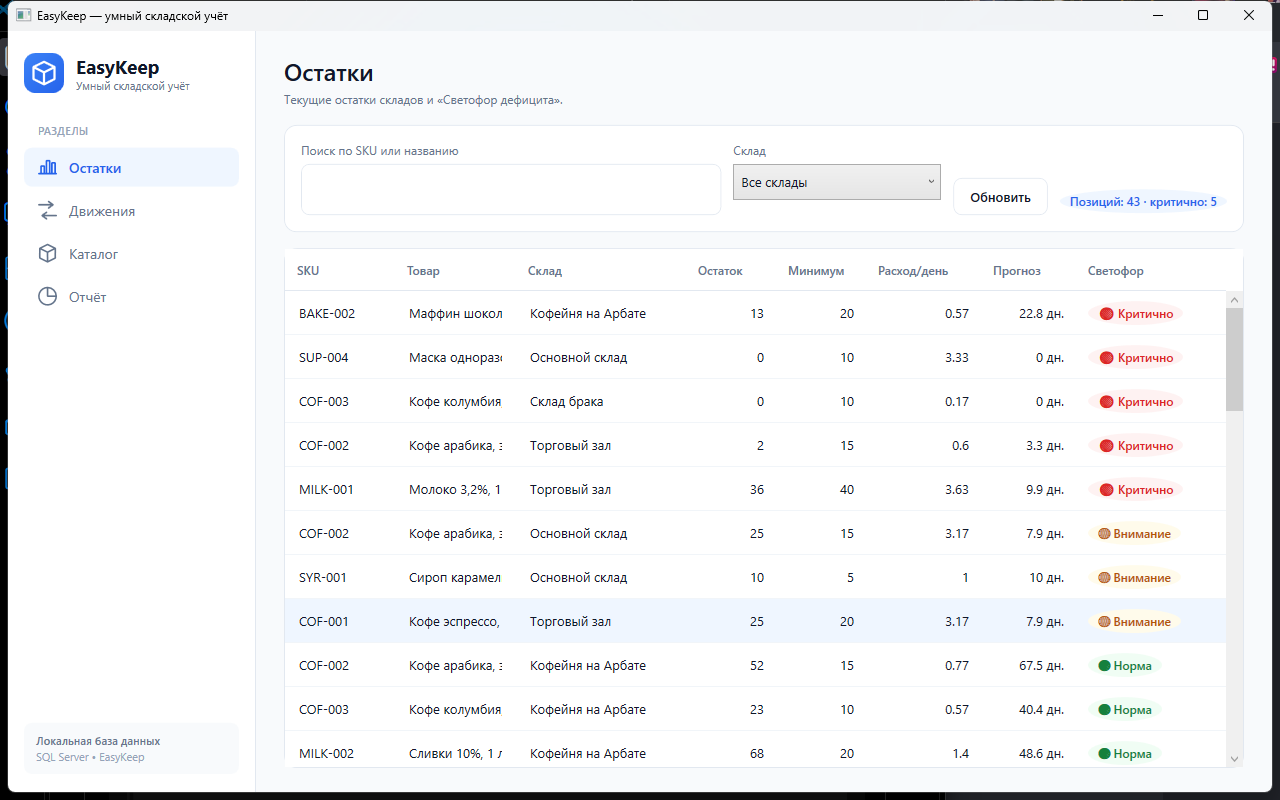 EasyKeep — умный складской учёт
EasyKeep
Умный складской учёт
РАЗДЕЛЫ
Остатки
Движения
Каталог
Отчёт
Локальная база данных
SQL Server • EasyKeep
Остатки
Текущие остатки складов и «Светофор дефицита».
Поиск по SKU или названию
Склад
Все склады
Обновить
Позиций: 43 · критично: 5
SKU Товар Склад Остаток Минимум Расход/день Прогноз Светофор
BAKE-002 Маффин шокол Кофейня на Арбате 13 20 0.57 22.8 дн. Критично
SUP-004 Маска одноразо Основной склад 0 10 3.33 0 дн. Критично
COF-003 Кофе колумбия Склад брака 0 10 0.17 0 дн. Критично
COF-002 Кофе арабика, з Торговый зал 2 15 0.6 3.3 дн. Критично
MILK-001 Молоко 3,2%, 1 Торговый зал 36 40 3.63 9.9 дн. Критично
COF-002 Кофе арабика, з Основной склад 25 15 3.17 7.9 дн. Внимание
SYR-001 Сироп карамел Основной склад 10 5 1 10 дн. Внимание
COF-001 Кофе эспрессо, Торговый зал 25 20 3.17 7.9 дн. Внимание
COF-002 Кофе арабика, з Кофейня на Арбате 52 15 0.77 67.5 дн. Норма
COF-003 Кофе колумбия Кофейня на Арбате 23 10 0.57 40.4 дн. Норма
MILK-002 Сливки 10%, 1 л Кофейня на Арбате 68 20 1.4 48.6 дн. Норма